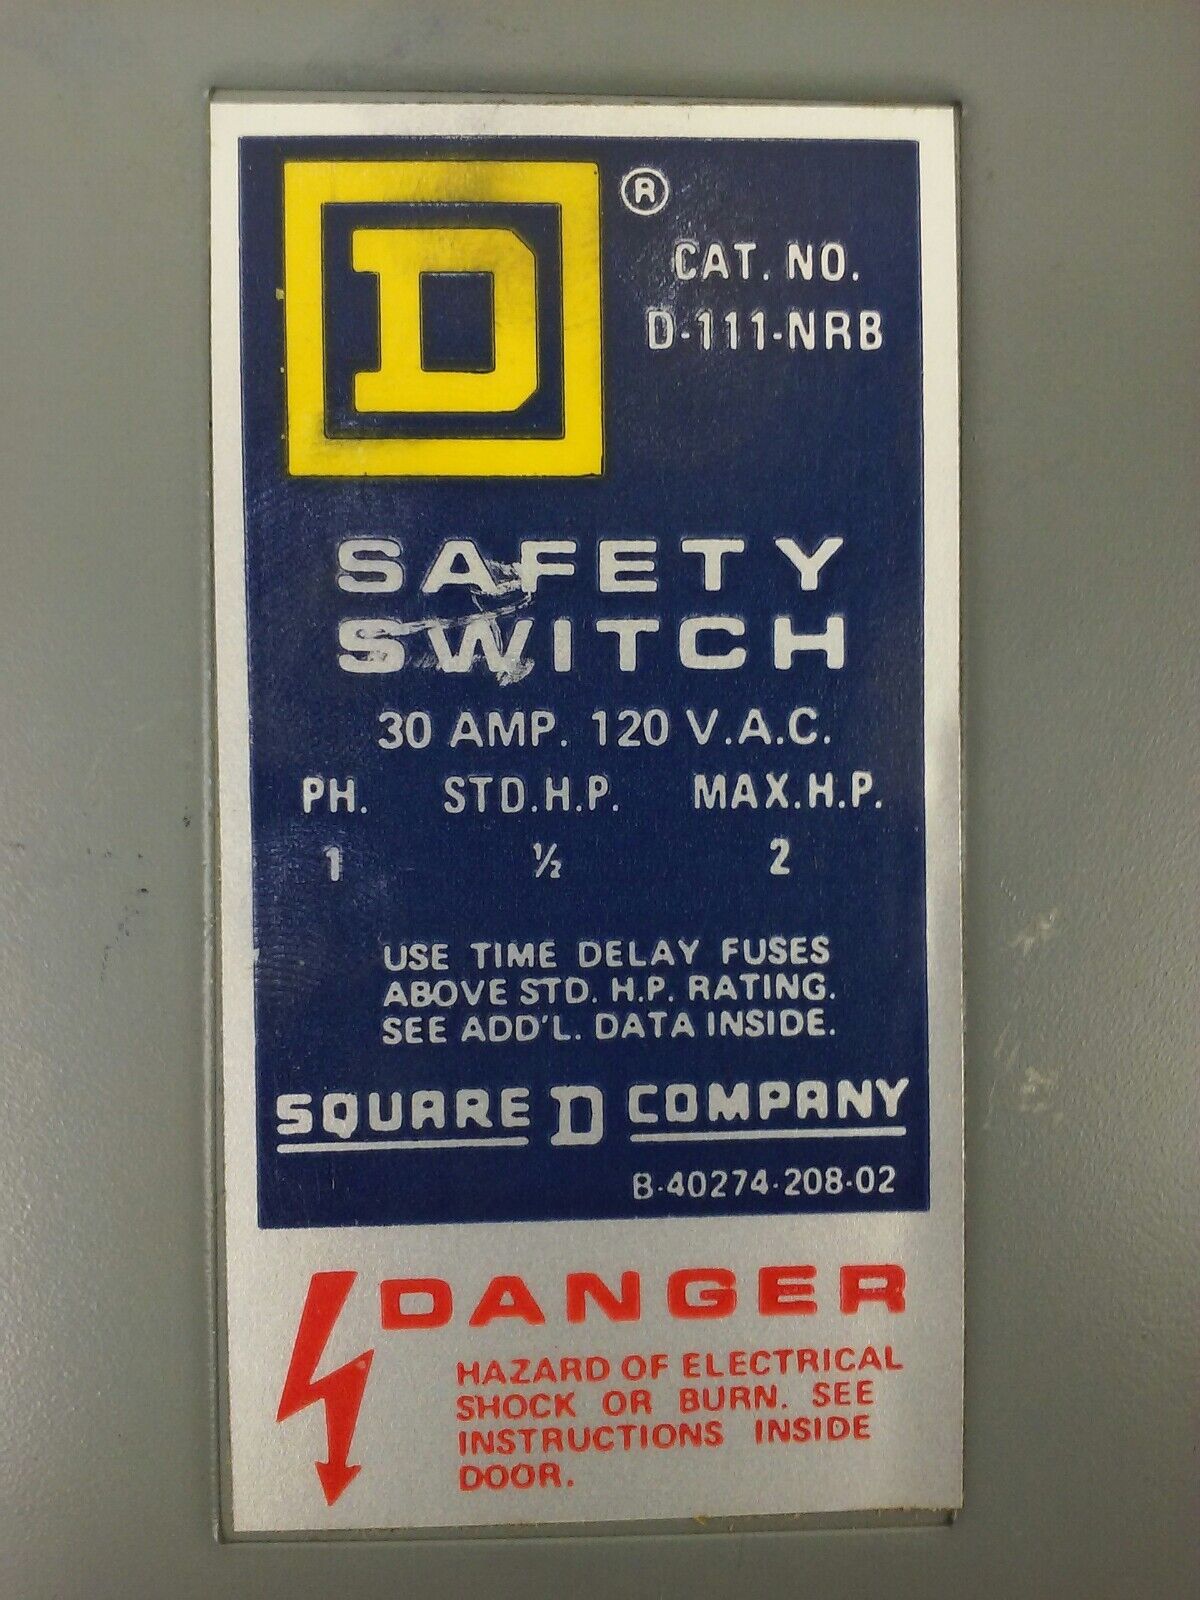 D ®
CAT. NO.
D-111-NRB
SAFETY
SWITCH
30 AMP. 120 V.A.C.
PH. STD.H.P. MAX.H.P.
1 ½ 2
USE TIME DELAY FUSES
ABOVE STD. H.P. RATING.
SEE ADD'L. DATA INSIDE.
SQUARE D COMPANY
B-40274-208-02
DANGER
HAZARD OF ELECTRICAL
SHOCK OR BURN. SEE
INSTRUCTIONS INSIDE
DOOR.